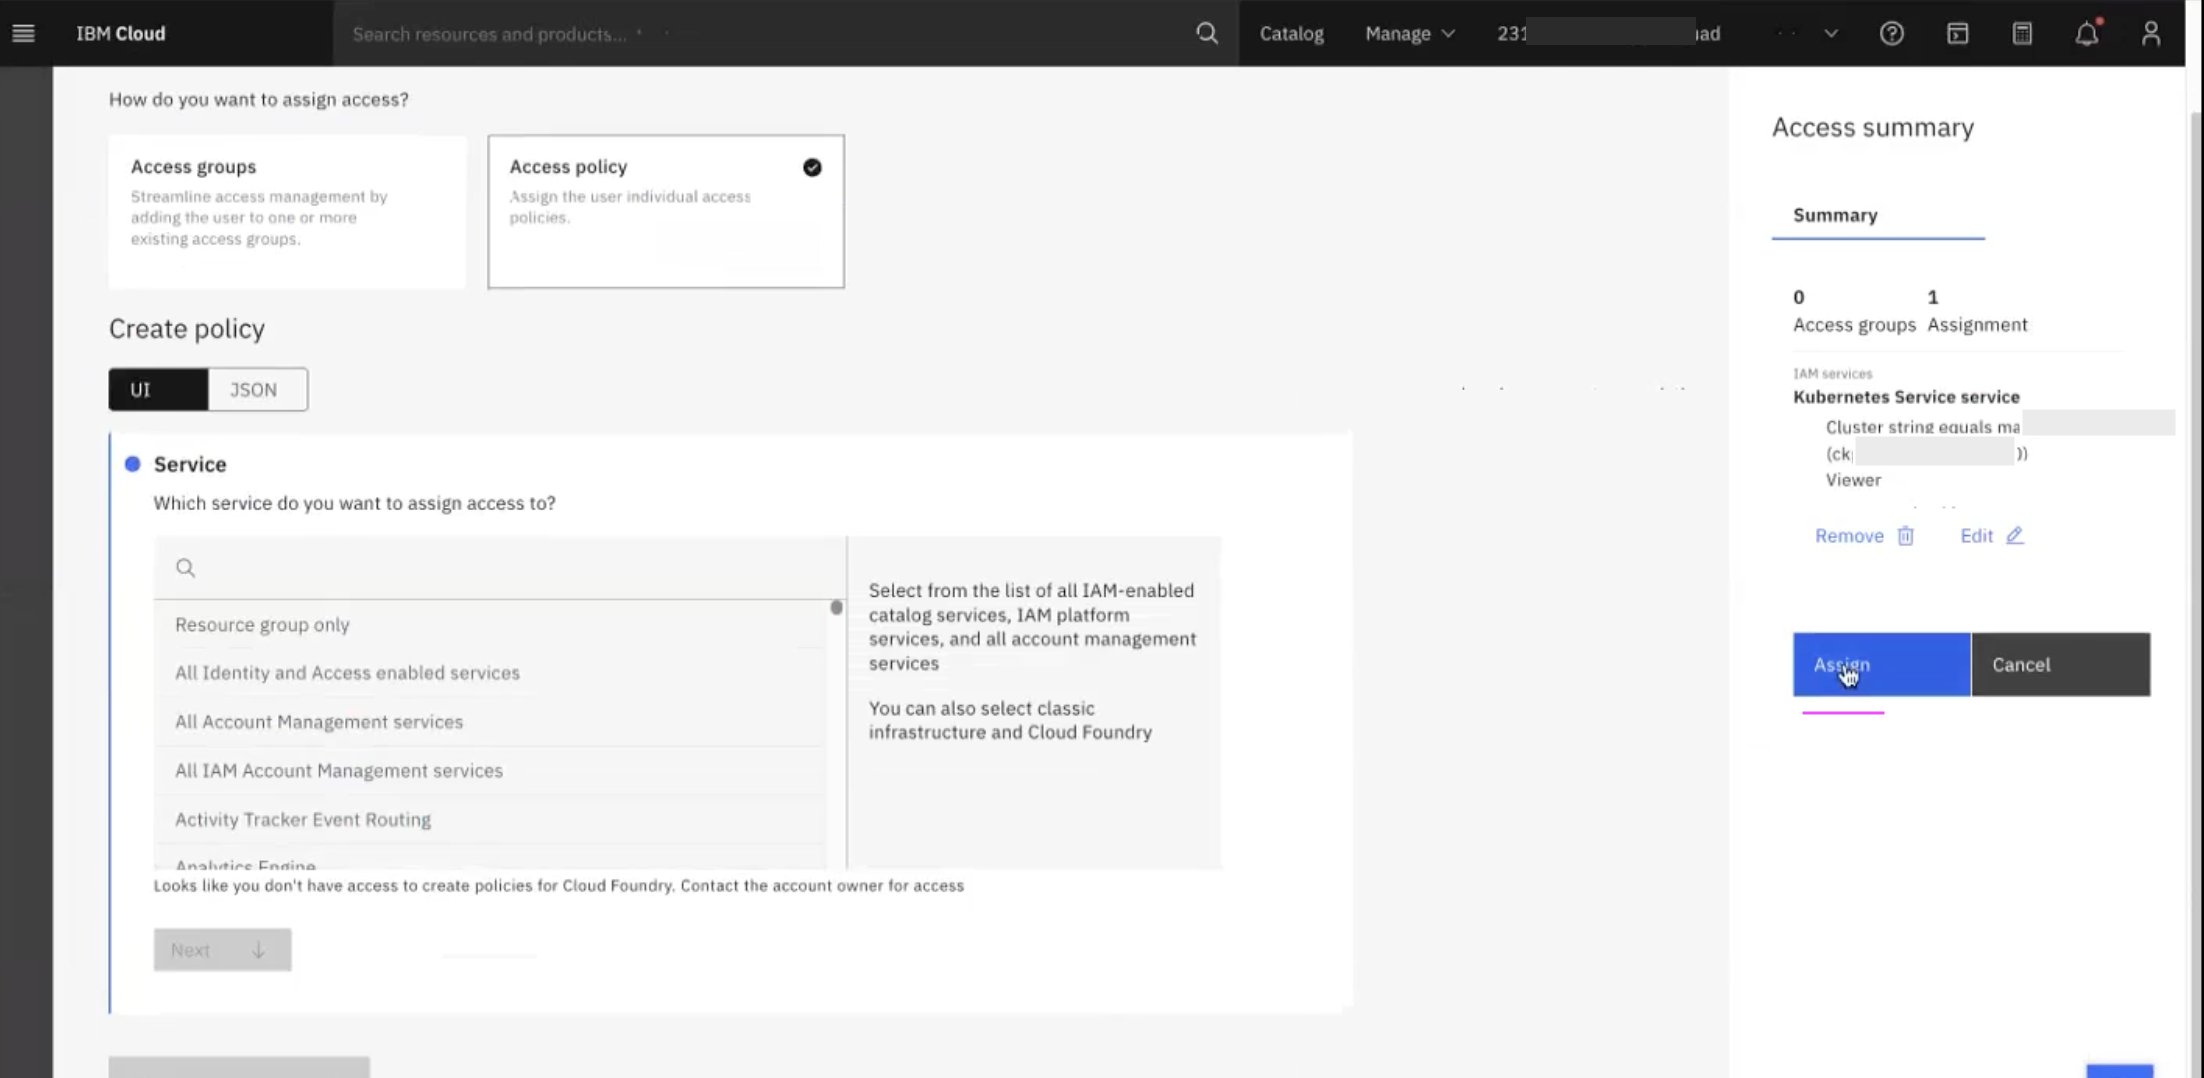 IBM Cloud
Search resources and products...
Catalog
Manage
231
ad
How do you want to assign access?
Access groups
Streamline access management by
adding the user to one or more
existing access groups.
Access policy
Assign the user individual access
policies.
Create policy
UI
JSON
Service
Which service do you want to assign access to?
Resource group only
All Identity and Access enabled services
All Account Management services
All IAM Account Management services
Activity Tracker Event Routing
Analytics Engine
Select from the list of all IAM-enabled
catalog services, IAM platform
services, and all account management
services
You can also select classic
infrastructure and Cloud Foundry
Looks like you don't have access to create policies for Cloud Foundry. Contact the account owner for access
Next
Access summary
Summary
0
Access groups
1
Assignment
IAM services
Kubernetes Service service
Cluster string equals ma
(ck
))
Viewer
Remove
Edit
Assign
Cancel